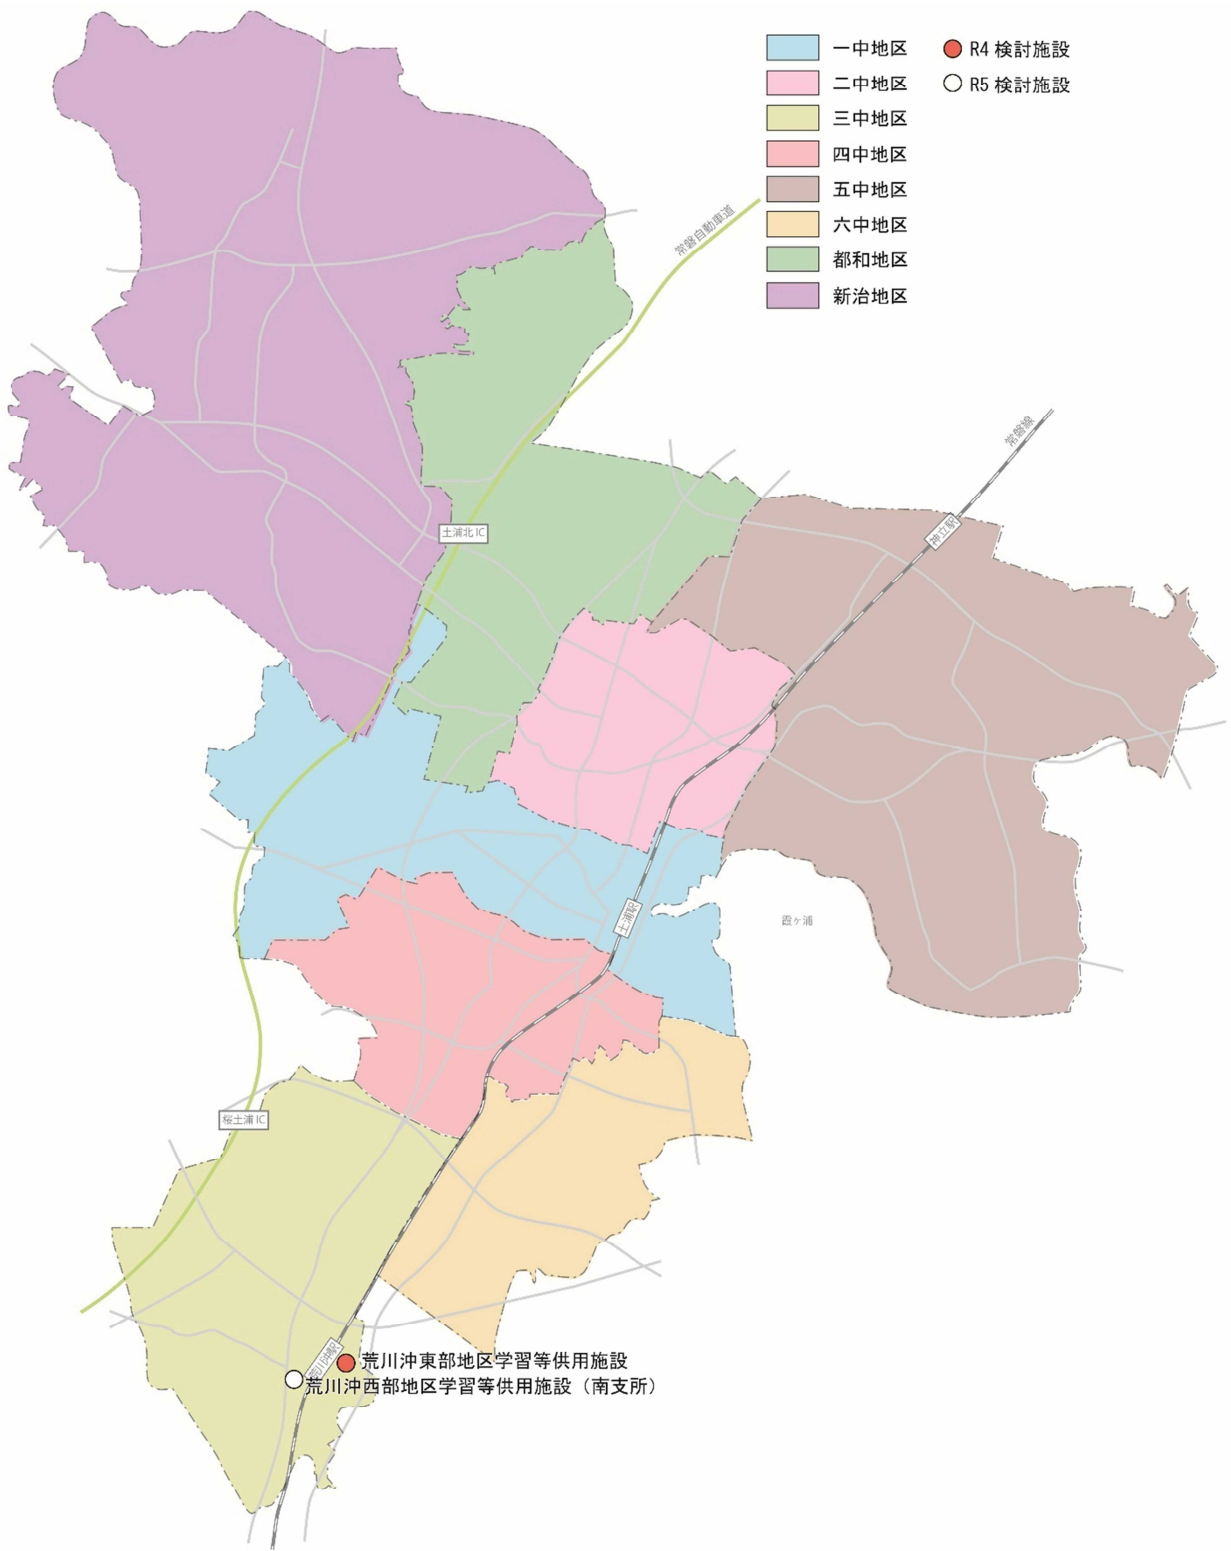 一中地区
二中地区
三中地区
四中地区
五中地区
六中地区
都和地区
新治地区
R4 検討施設
R5 検討施設
常磐自動車道
常磐線
神立駅
土浦北IC
土浦駅
霞ヶ浦
桜土浦IC
荒川沖駅
荒川沖東部地区学習等供用施設
荒川沖西部地区学習等供用施設（南支所）